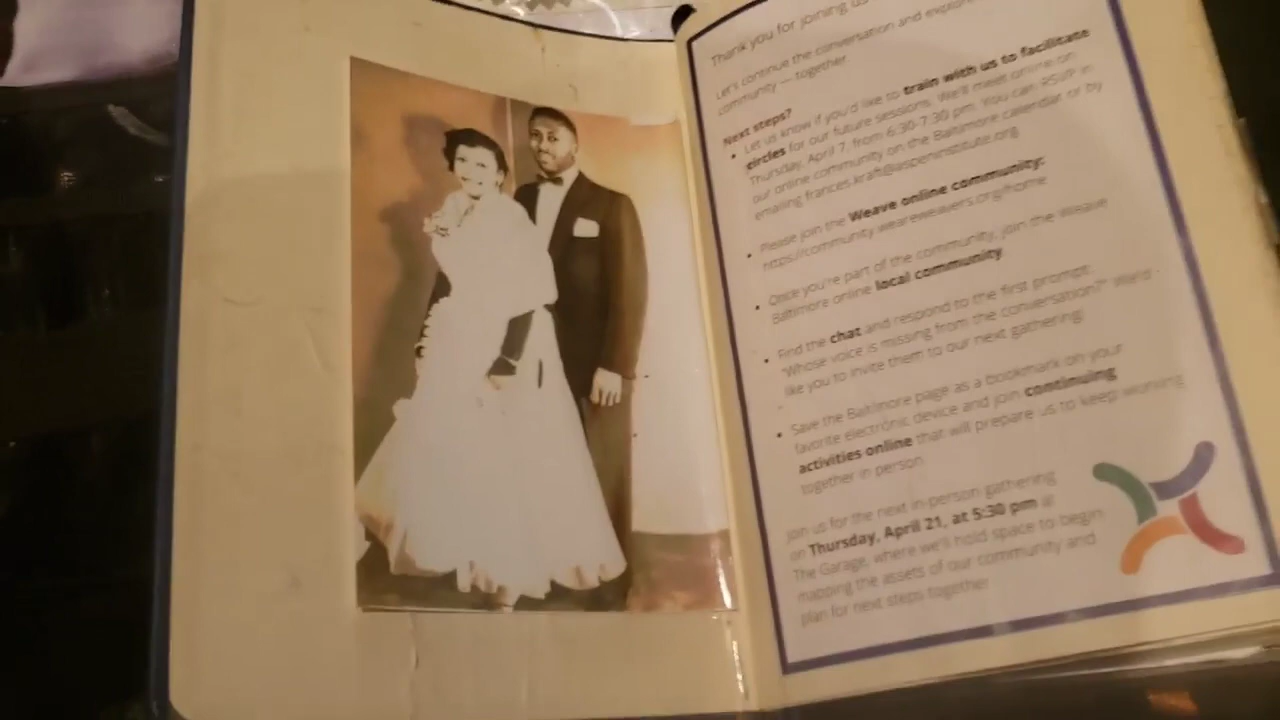 Thank you for joining us
Let's continue the conversation and explore
community — together.
Next steps?
• Let us know if you'd like to train with us to facilitate
circles for our future sessions. We'll meet online on
Thursday, April 7, from 6:30-7:30 pm. You can RSVP in
our online community on the Baltimore calendar or by
emailing frances.kraft@aspeninstitute.org
• Please join the Weave online community:
https://community.weareweavers.org/home
• Once you're part of the community, join the Weave
Baltimore online local community
• Find the chat and respond to the first prompt:
"Whose voice is missing from the conversation?" We'd
like you to invite them to our next gathering!
• Save the Baltimore page as a bookmark on your
favorite electronic device and join continuing
activities online that will prepare us to keep working
together in person.
Join us for the next in-person gathering
on Thursday, April 21, at 5:30 pm @
The Garage, where we'll hold space to begin
mapping the assets of our community and
plan for next steps together